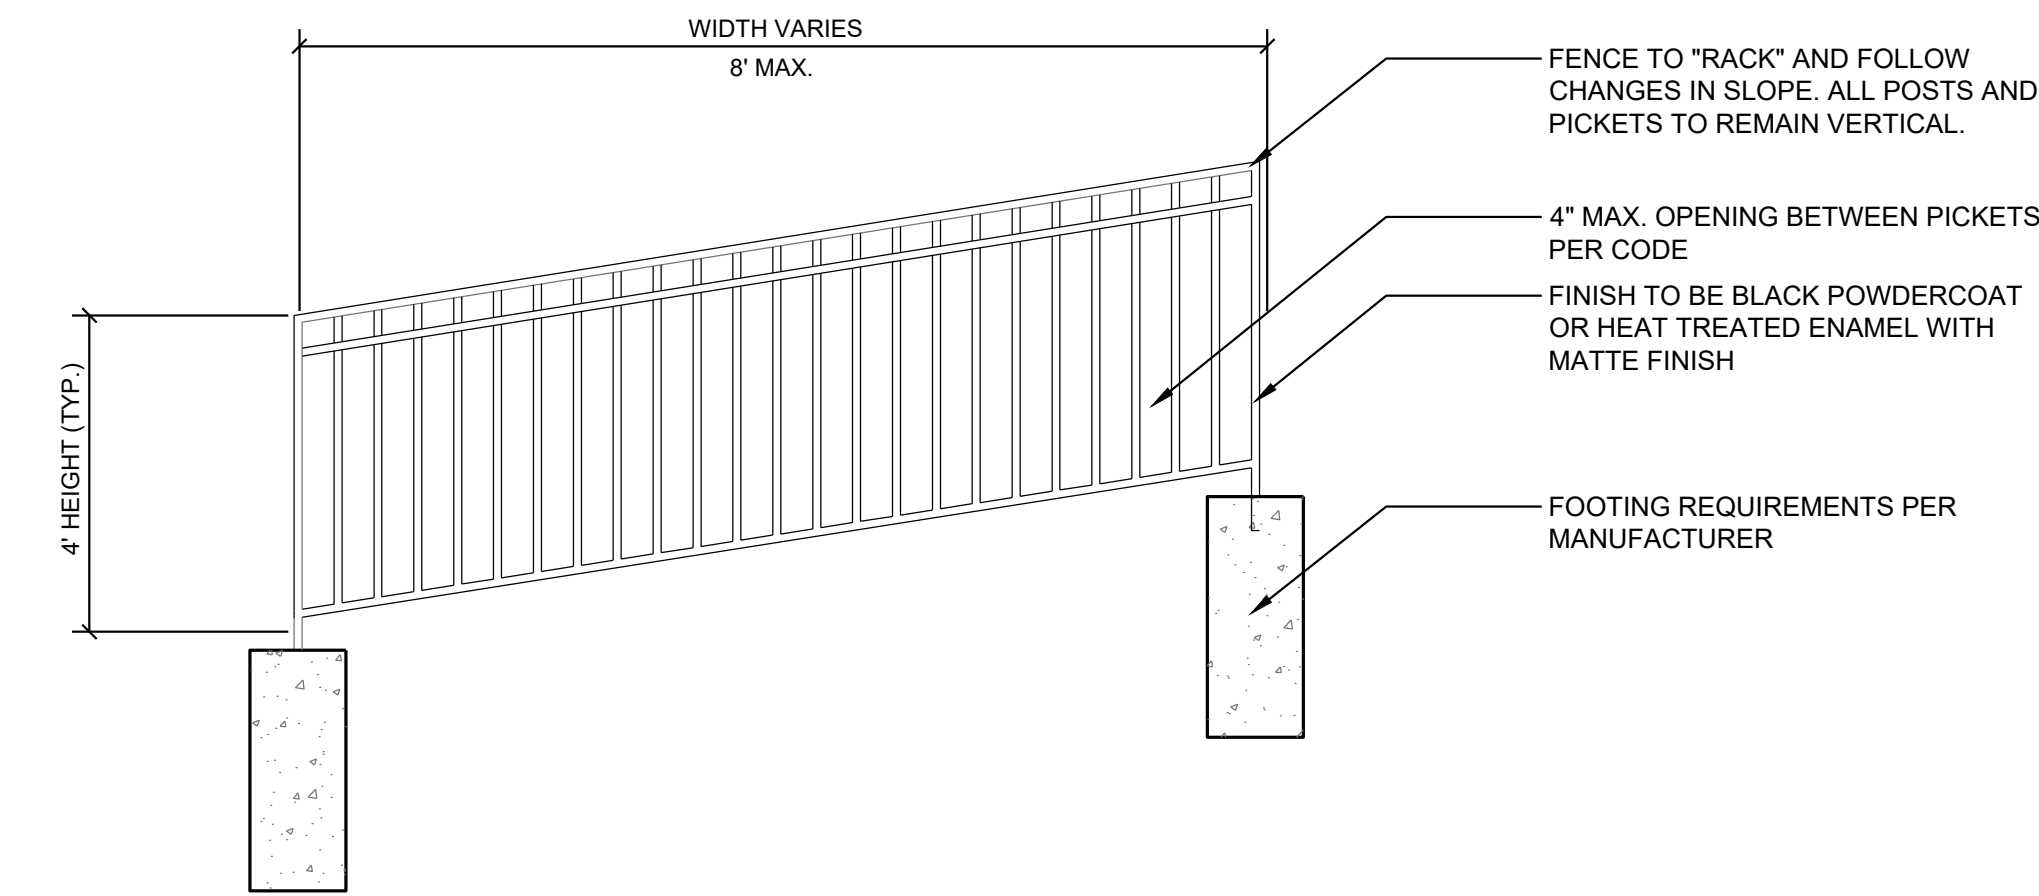 WIDTH VARIES
8' MAX.
FENCE TO "RACK" AND FOLLOW
CHANGES IN SLOPE. ALL POSTS AND
PICKETS TO REMAIN VERTICAL.
4" MAX. OPENING BETWEEN PICKETS
PER CODE
FINISH TO BE BLACK POWDERCOAT
OR HEAT TREATED ENAMEL WITH
MATTE FINISH
4' HEIGHT (TYP.)
FOOTING REQUIREMENTS PER
MANUFACTURER